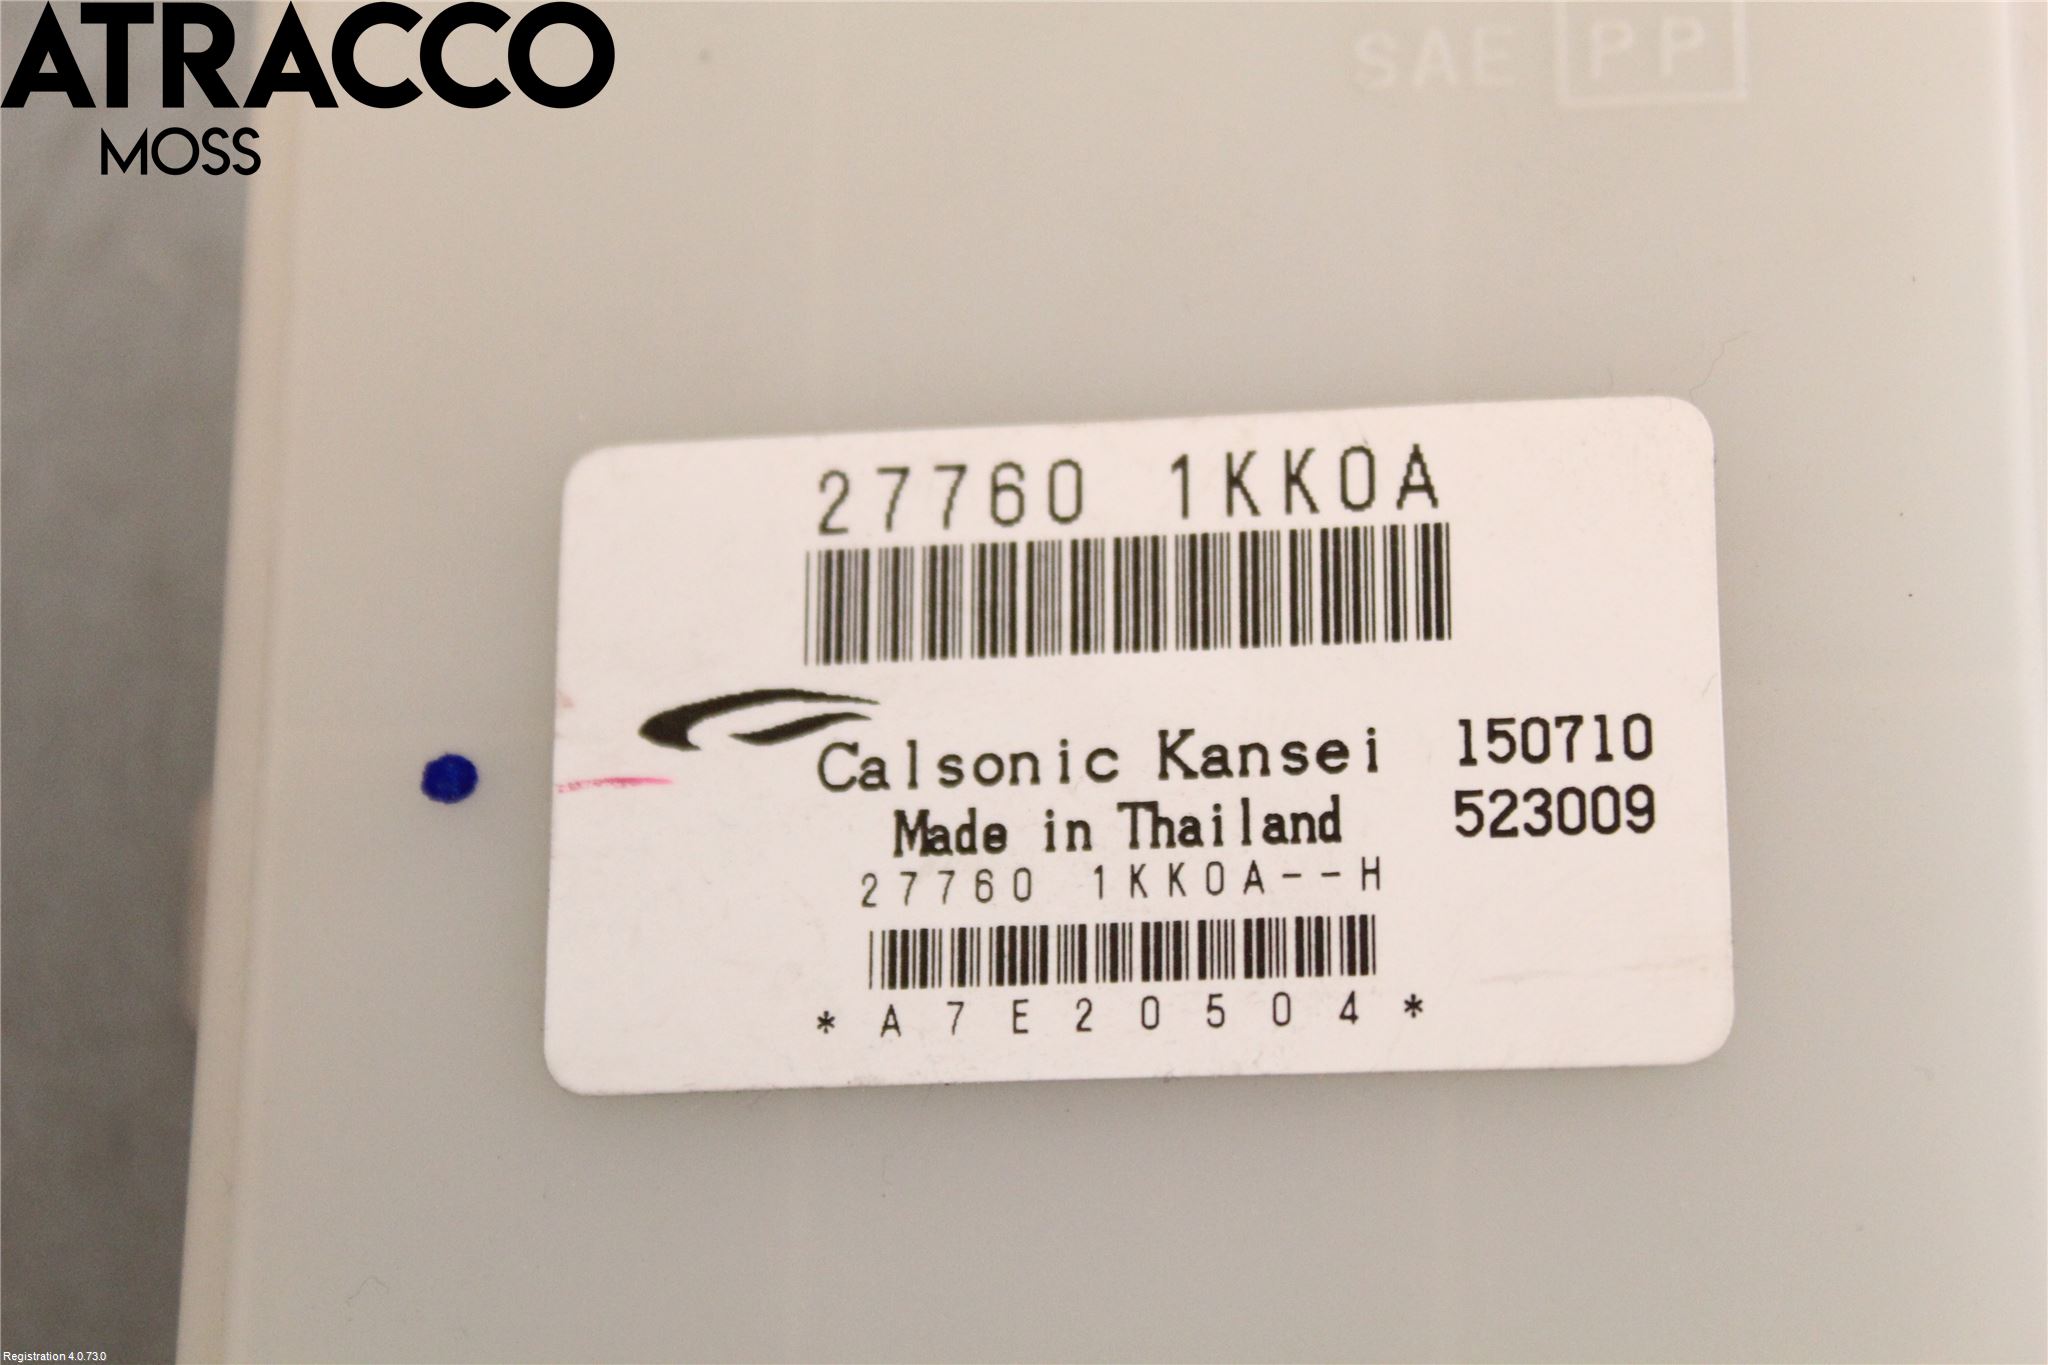 ATRACCO
MOSS
SAE PP
27760 1KK0A
Calsonic Kansei 150710
Made in Thailand 523009
27760 1KK0A--H
*A7E20504*
Registration 4.0.73.0